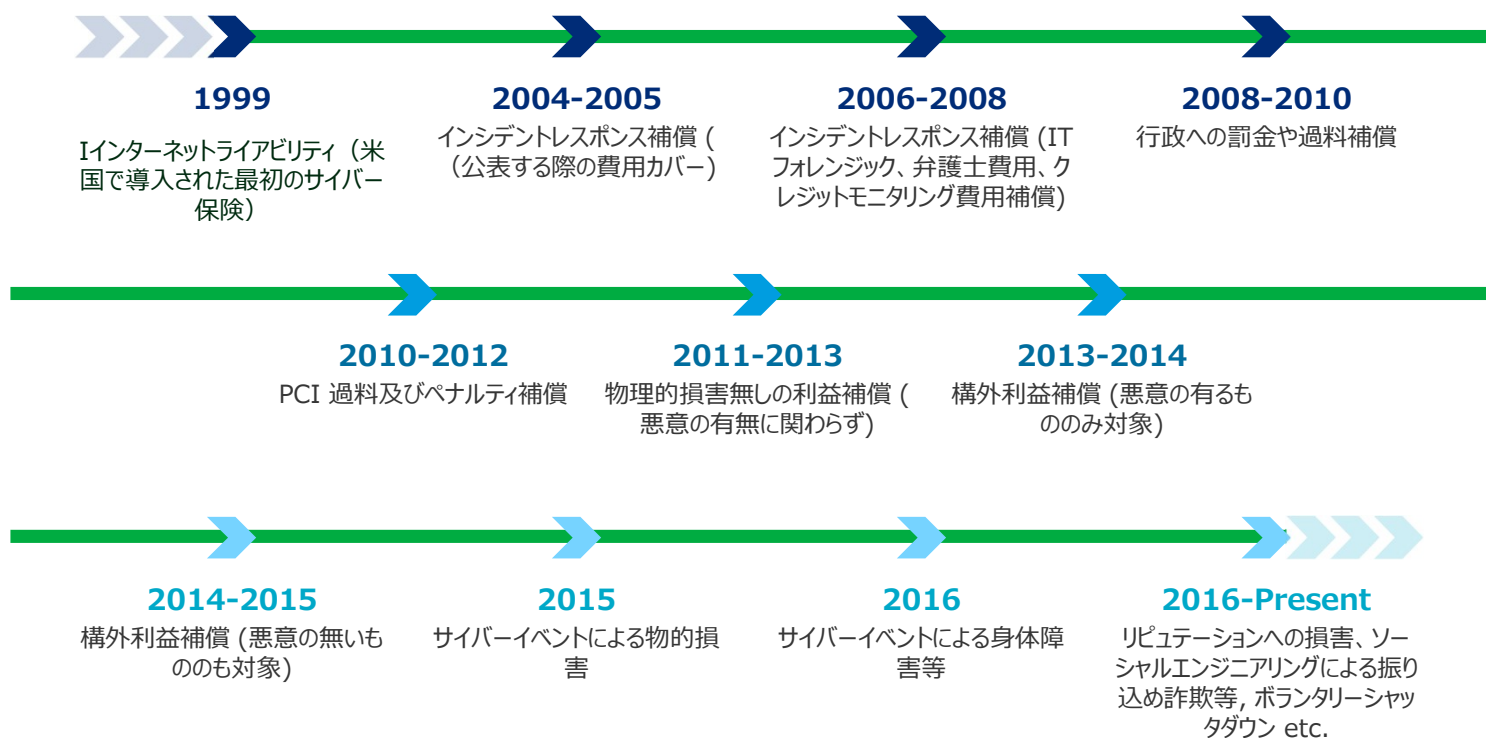 1999
Iインターネットライアビリティ（米
国で導入された最初のサイバー
保険）
2004-2005
インシデントレスポンス補償 (
（公表する際の費用カバー)
2006-2008
インシデントレスポンス補償 (IT
フォレンジック、弁護士費用、ク
レジットモニタリング費用補償)
2008-2010
行政への罰金や過料補償
2010-2012
PCI 過料及びペナルティ補償
2011-2013
物理的損害無しの利益補償 (
悪意の有無に関わらず)
2013-2014
構外利益補償 (悪意の有るも
ののみ対象)
2014-2015
構外利益補償 (悪意の無いも
ののも対象)
2015
サイバーイベントによる物的損
害
2016
サイバーイベントによる身体障
害等
2016-Present
リピュテーションへの損害、ソー
シャルエンジニアリングによる振り
込め詐欺等, ボランタリーシャッ
タダウン etc.